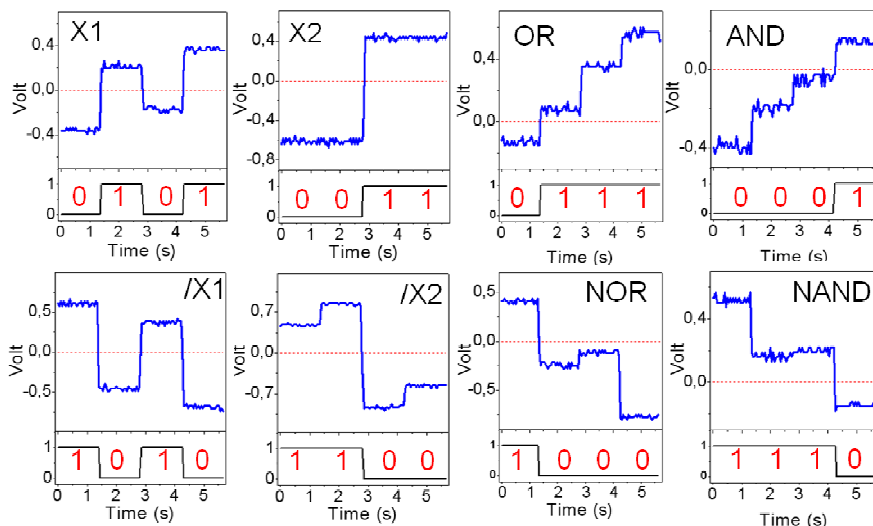 X1
Volt
0,4
0,0
-0,4
1
0
0 1 0 1
0 1 2 3 4 5
Time (s)
X2
0,4
0,0
-0,4
-0,8
1
0
0 0 1 1
0 1 2 3 4 5
Time (s)
OR
Volt
0,4
0,0
1
0
0 1 1 1
0 1 2 3 4 5
Time (s)
AND
Volt
0,0
-0,4
1
0
0 0 0 1
0 1 2 3 4 5
Time (s)
/X1
Volt
0.5
0.0
-0.5
1
0
1 0 1 0
0 1 2 3 4 5
Time (s)
/X2
Volt
0.7
0.0
-0.7
1
0
1 1 0 0
0 1 2 3 4 5
Time (s)
NOR
Volt
0,5
0,0
-0,5
1
0
1 0 0 0
0 1 2 3 4 5
Time (s)
NAND
Volt
0,4
0,0
1
0
1 1 1 0
0 1 2 3 4 5
Time (s)